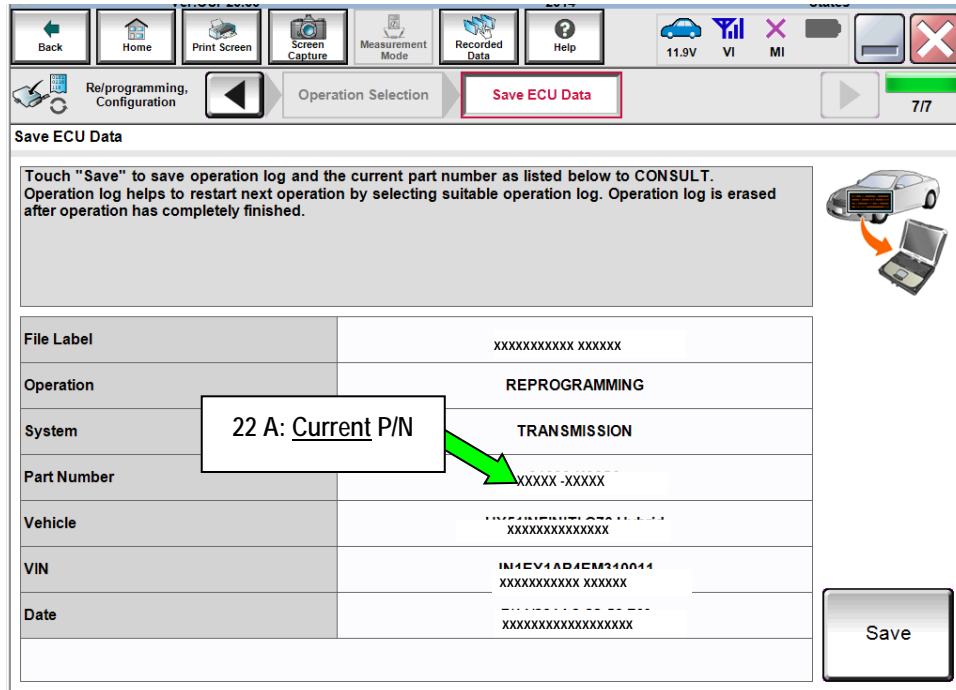 2014
Back
Home
Print Screen
Screen
Capture
Measurement
Mode
Recorded
Data
Help
11.9V
VI
MI
Re/programming,
Configuration
Operation Selection
Save ECU Data
7/7
Save ECU Data
Touch "Save" to save operation log and the current part number as listed below to CONSULT.
Operation log helps to restart next operation by selecting suitable operation log. Operation log is erased
after operation has completely finished.
File Label
xxxxxxxxxxx xxxxxx
Operation
REPROGRAMMING
System
TRANSMISSION
22 A: Current P/N
Part Number
XXXXX -XXXXX
Vehicle
xxxxxxxxxxxxxx
VIN
xxxxxxxxxxx xxxxxx
Date
xxxxxxxxxxxxxxxxxx
Save